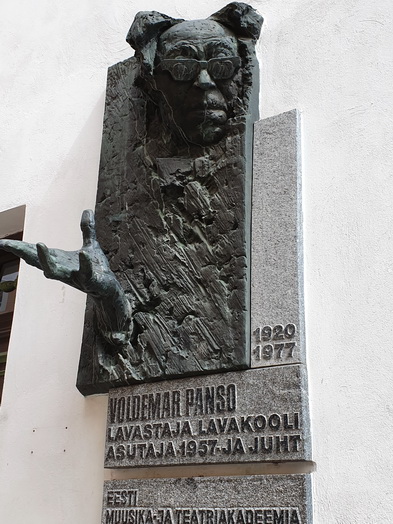 1920
1977
VOLDEMAR PANSO
LAVASTAJA, LAVAKOOLI
ASUTAJA 1957-JA JUHT
EESTI
MUUSIKA-JA TEATRIAKADEEMIA